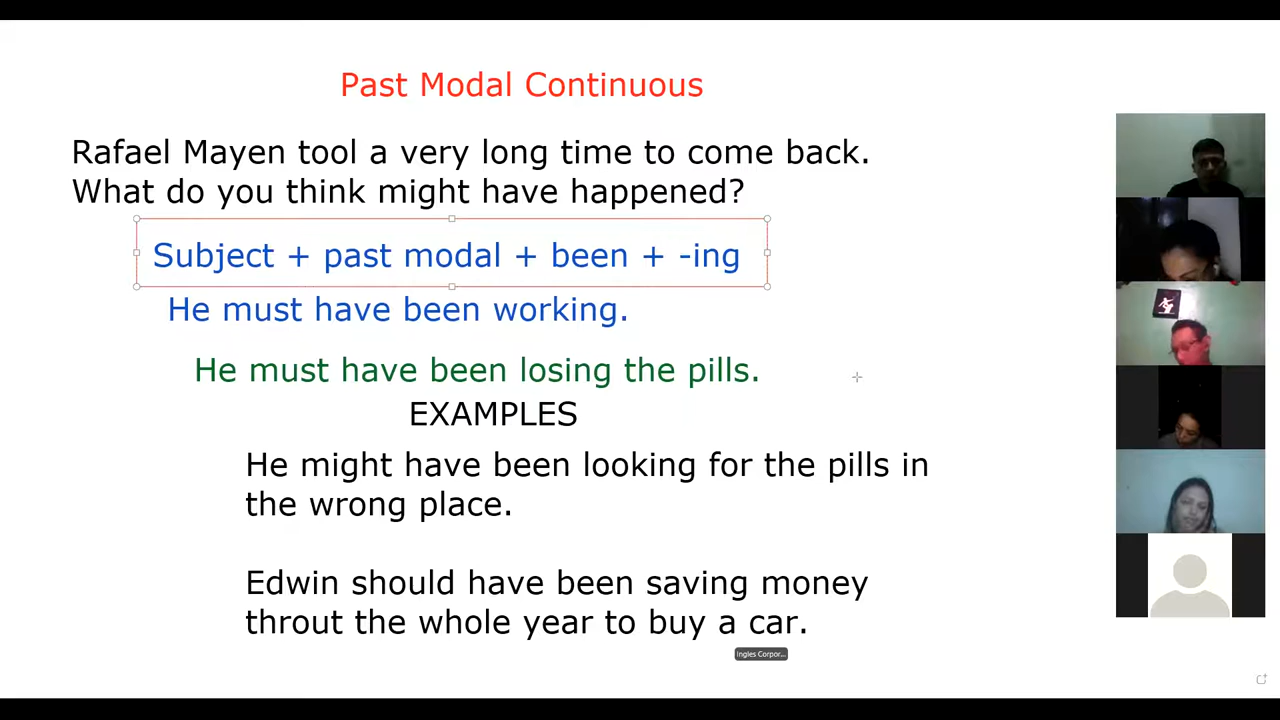 Past Modal Continuous
Rafael Mayen tool a very long time to come back.
What do you think might have happened?
Subject + past modal + been + -ing
He must have been working.
He must have been losing the pills.
EXAMPLES
He might have been looking for the pills in
the wrong place.
Edwin should have been saving money
throut the whole year to buy a car.
Ingles Corpor...